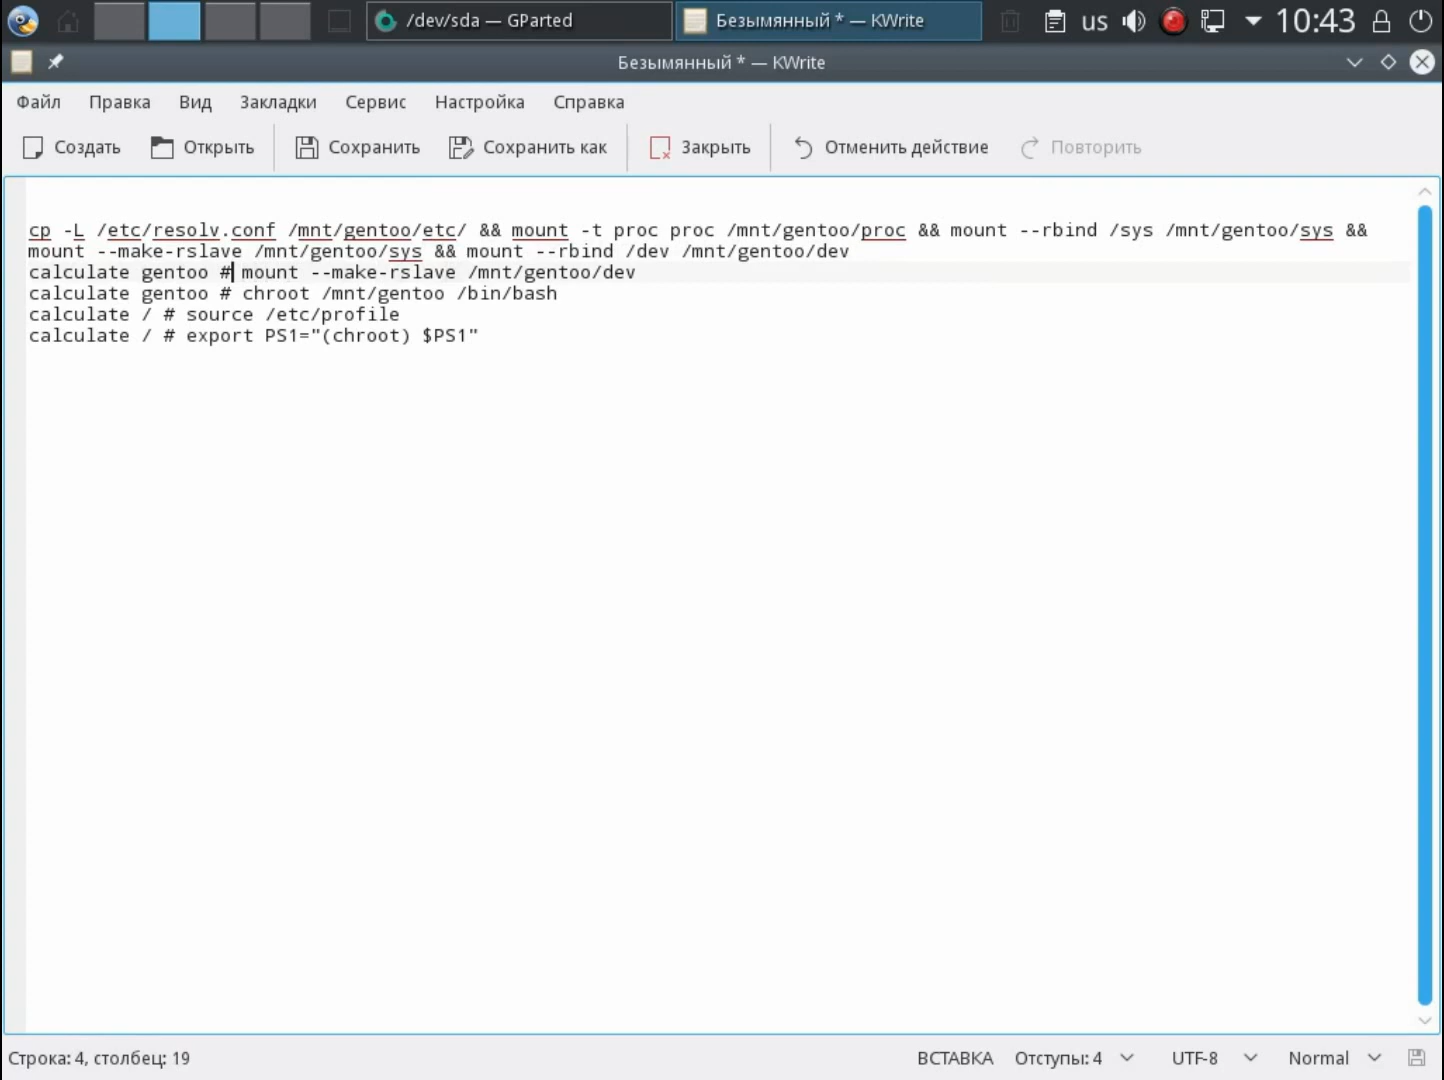 /dev/sda — GParted
Безымянный * — KWrite
us
10:43
Безымянный * — KWrite
Файл Правка Вид Закладки Сервис Настройка Справка
Создать Открыть Сохранить Сохранить как Закрыть Отменить действие Повторить
cp -L /etc/resolv.conf /mnt/gentoo/etc/ && mount -t proc proc /mnt/gentoo/proc && mount --rbind /sys /mnt/gentoo/sys &&
mount --make-rslave /mnt/gentoo/sys && mount --rbind /dev /mnt/gentoo/dev
calculate gentoo # mount --make-rslave /mnt/gentoo/dev
calculate gentoo # chroot /mnt/gentoo /bin/bash
calculate / # source /etc/profile
calculate / # export PS1="(chroot) $PS1"
Строка: 4, столбец: 19
ВСТАВКА Отступы: 4 UTF-8 Normal